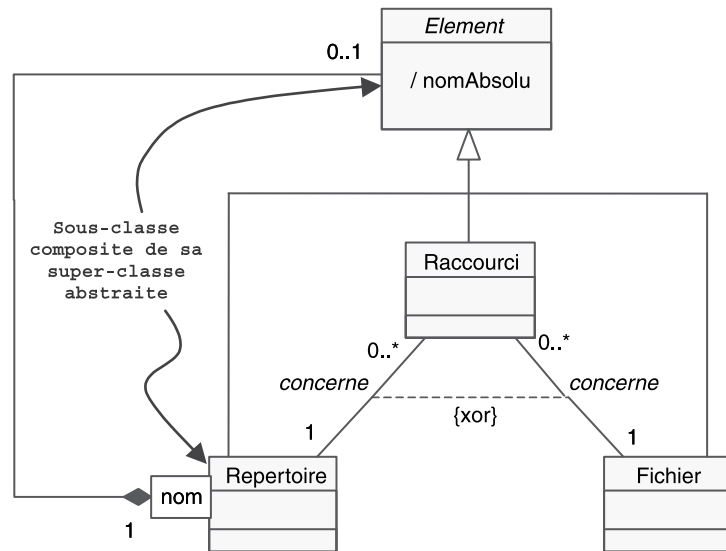 Element
0..1
/ nomAbsolu
Sous-classe
composite de sa
super-classe
abstraite
Raccourci
0..*
0..*
concerne
concerne
{xor}
1
1
Repertoire
Fichier
nom
1